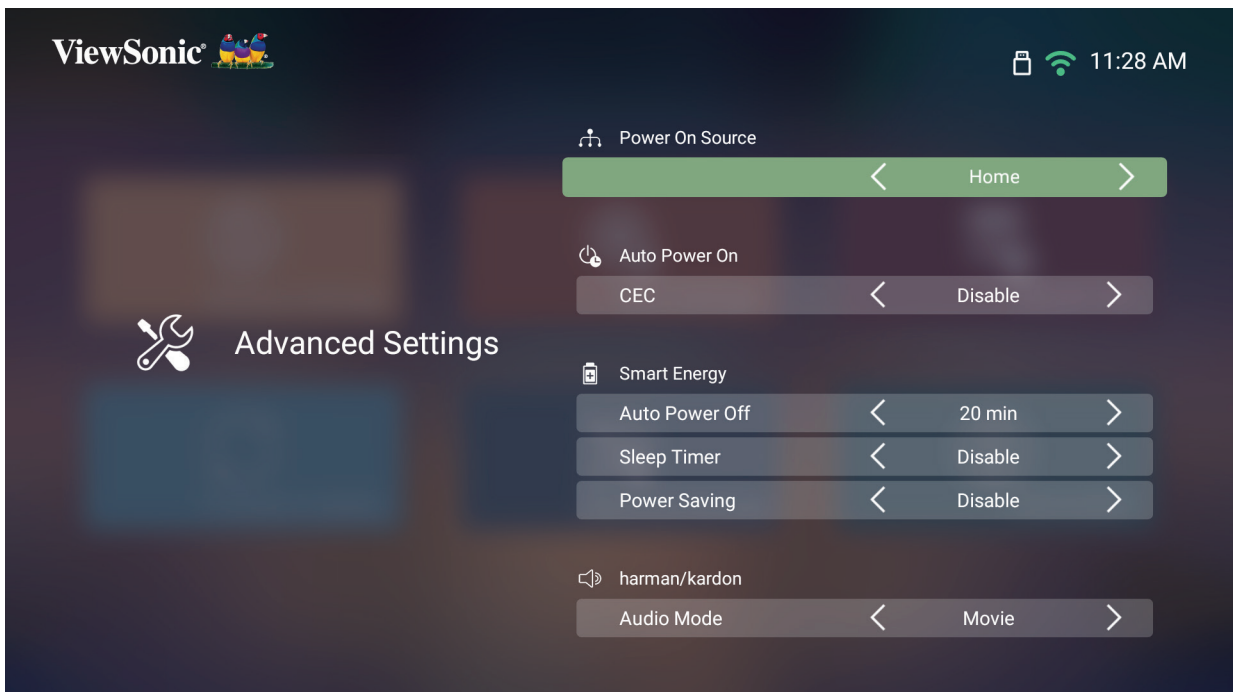 ViewSonic®
11:28 AM
Power On Source
Home
Auto Power On
CEC Disable
Advanced Settings
Smart Energy
Auto Power Off 20 min
Sleep Timer Disable
Power Saving Disable
harman/kardon
Audio Mode Movie